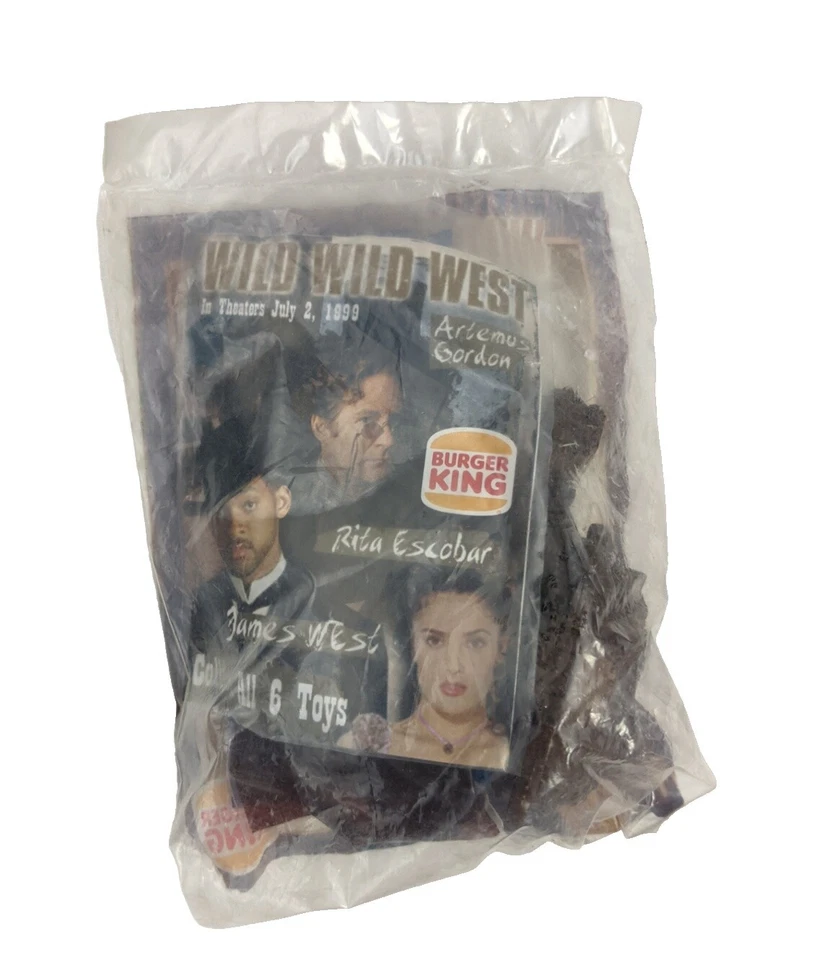 WILD WILD WEST
In Theaters July 2, 1999
Artemus
Gordon
BURGER
KING
Rita Escobar
James WEST
Col
All 6 Toys